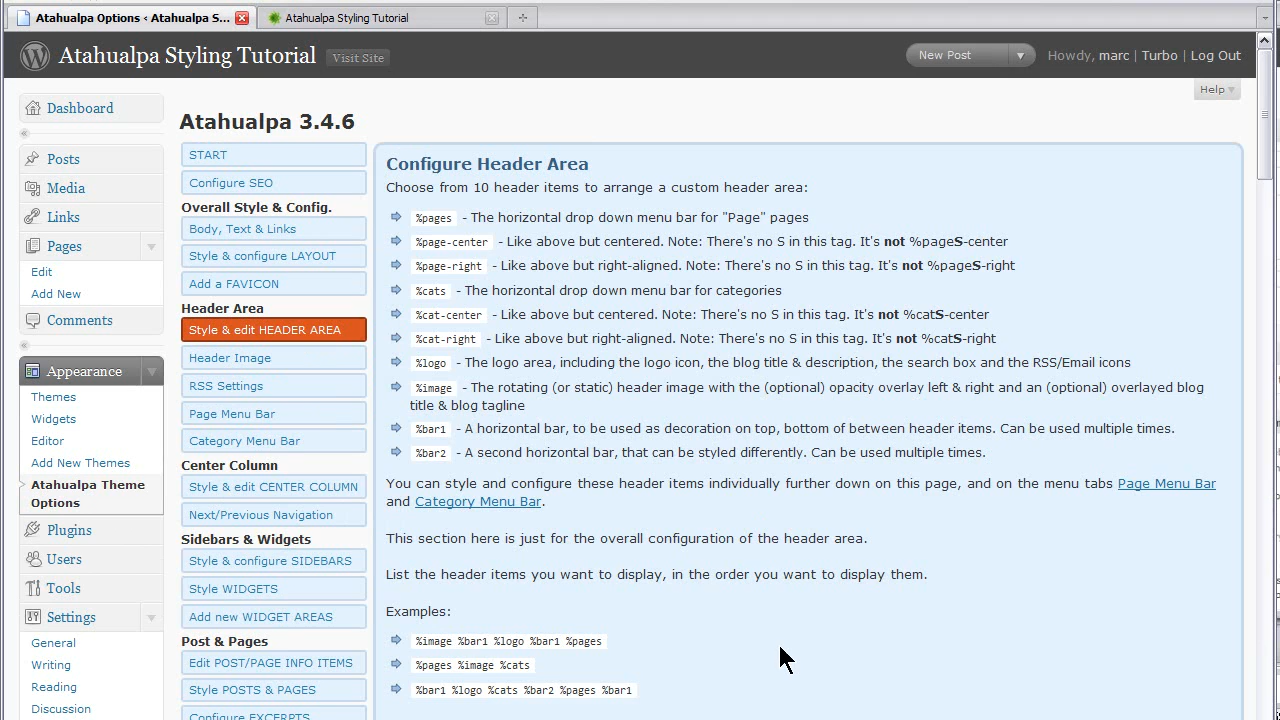 Atahualpa Options ‹ Atahualpa S...
Atahualpa Styling Tutorial
Atahualpa Styling Tutorial
Visit Site
New Post
Howdy, marc | Turbo | Log Out
Help
Dashboard
Posts
Media
Links
Pages
Edit
Add New
Comments
Appearance
Themes
Widgets
Editor
Add New Themes
Atahualpa Theme
Options
Plugins
Users
Tools
Settings
General
Writing
Reading
Discussion
Atahualpa 3.4.6
START
Configure SEO
Overall Style & Config.
Body, Text & Links
Style & configure LAYOUT
Add a FAVICON
Header Area
Style & edit HEADER AREA
Header Image
RSS Settings
Page Menu Bar
Category Menu Bar
Center Column
Style & edit CENTER COLUMN
Next/Previous Navigation
Sidebars & Widgets
Style & configure SIDEBARS
Style WIDGETS
Add new WIDGET AREAS
Post & Pages
Edit POST/PAGE INFO ITEMS
Style POSTS & PAGES
Configure EXCERPTS
Configure Header Area
Choose from 10 header items to arrange a custom header area:
%pages - The horizontal drop down menu bar for "Page" pages
%page-center - Like above but centered. Note: There's no S in this tag. It's not %pageS-center
%page-right - Like above but right-aligned. Note: There's no S in this tag. It's not %pageS-right
%cats - The horizontal drop down menu bar for categories
%cat-center - Like above but centered. Note: There's no S in this tag. It's not %catS-center
%cat-right - Like above but right-aligned. Note: There's no S in this tag. It's not %catS-right
%logo - The logo area, including the logo icon, the blog title & description, the search box and the RSS/Email icons
%image - The rotating (or static) header image with the (optional) opacity overlay left & right and an (optional) overlayed blog
title & blog tagline
%bar1 - A horizontal bar, to be used as decoration on top, bottom of between header items. Can be used multiple times.
%bar2 - A second horizontal bar, that can be styled differently. Can be used multiple times.
You can style and configure these header items individually further down on this page, and on the menu tabs Page Menu Bar
and Category Menu Bar.
This section here is just for the overall configuration of the header area.
List the header items you want to display, in the order you want to display them.
Examples:
%image %bar1 %logo %bar1 %pages
%pages %image %cats
%bar1 %logo %cats %bar2 %pages %bar1